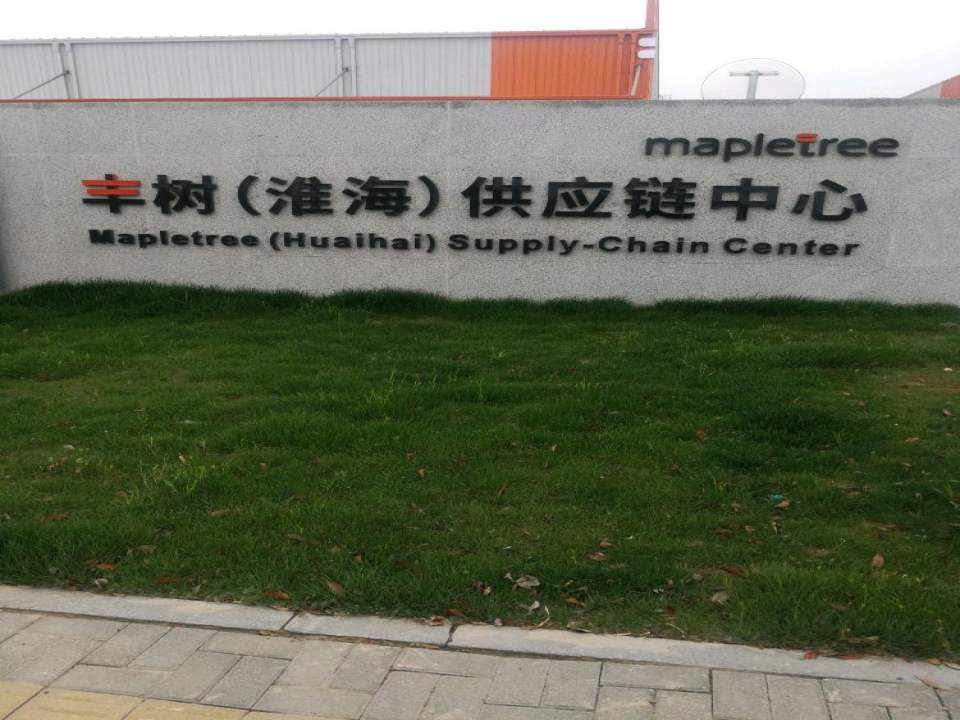 mapletree
丰树（淮海）供应链中心
Mapletree (Huaihai) Supply-Chain Center